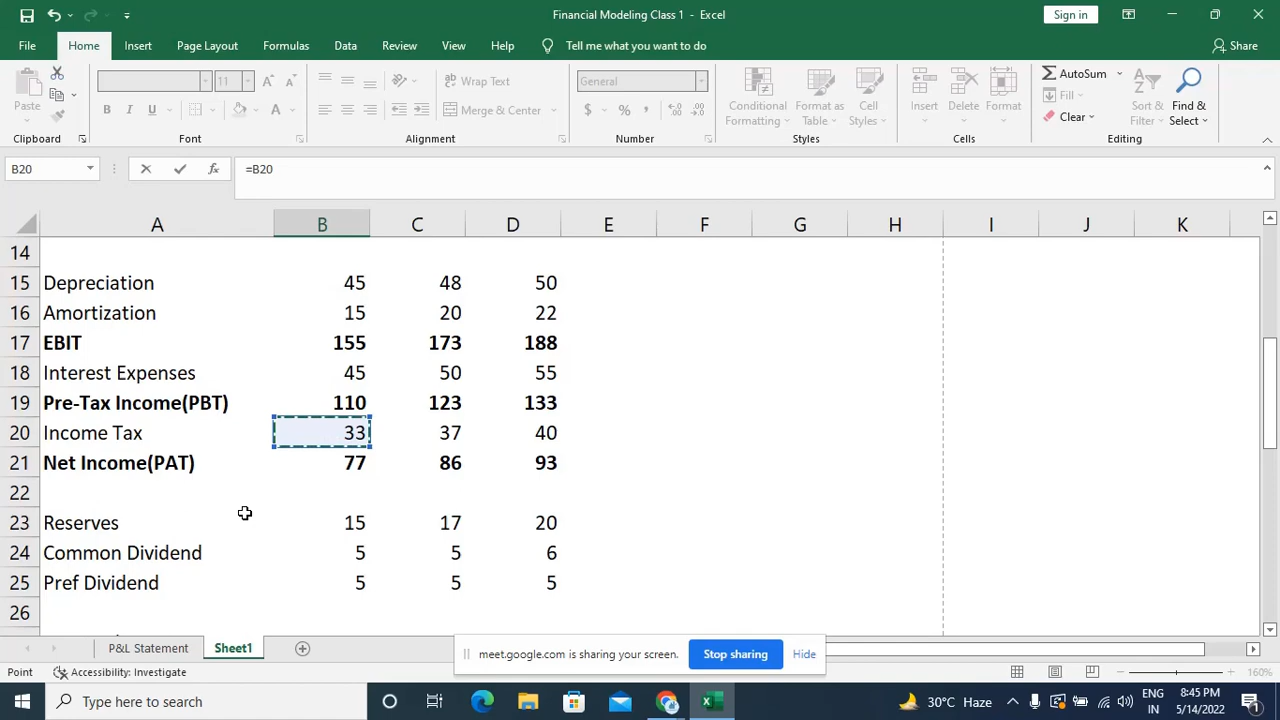 Financial Modeling Class 1 - Excel
Sign in
File Home Insert Page Layout Formulas Data Review View Help Tell me what you want to do Share
Paste
Clipboard
11
B I U A
Font
Wrap Text
Merge & Center
Alignment
General
$ % ,
Number
Conditional Formatting
Format as Table
Cell Styles
Styles
Insert Delete Format
Cells
AutoSum
Fill
Clear
Sort & Filter
Find & Select
Editing
B20 fx =B20
A B C D E F G H I J K
14
15 Depreciation 45 48 50
16 Amortization 15 20 22
17 EBIT 155 173 188
18 Interest Expenses 45 50 55
19 Pre-Tax Income(PBT) 110 123 133
20 Income Tax 33 37 40
21 Net Income(PAT) 77 86 93
22
23 Reserves 15 17 20
24 Common Dividend 5 5 6
25 Pref Dividend 5 5 5
26
P&L Statement Sheet1
meet.google.com is sharing your screen. Stop sharing Hide
Point Accessibility: Investigate 160%
Type here to search
30°C Haze
ENG
IN
8:45 PM
5/14/2022
1